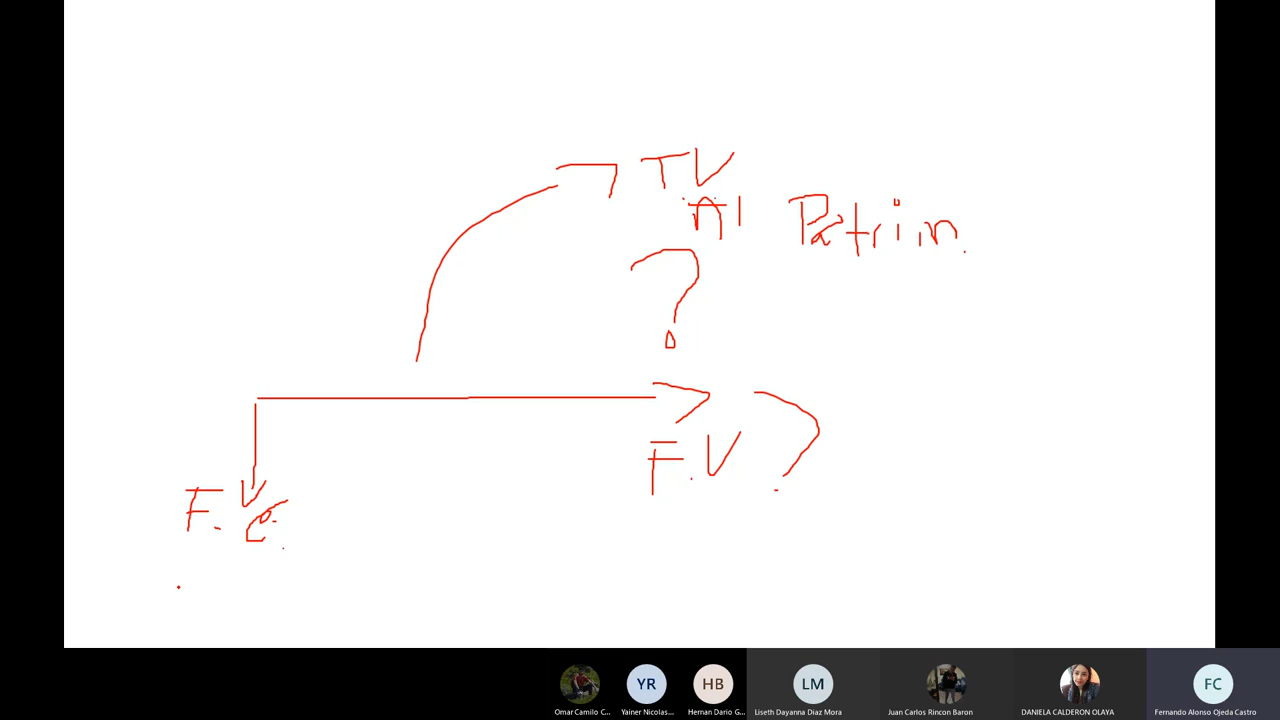 TV
Patrim.
?
F.V ?
F. C.
Omar Camilo C...
Yainer Nicolas...
Hernan Dario G...
Liseth Dayanna Diaz Mora
Juan Carlos Rincon Baron
DANIELA CALDERON OLAYA
Fernando Alonso Ojeda Castro
YR
HB
LM
FC